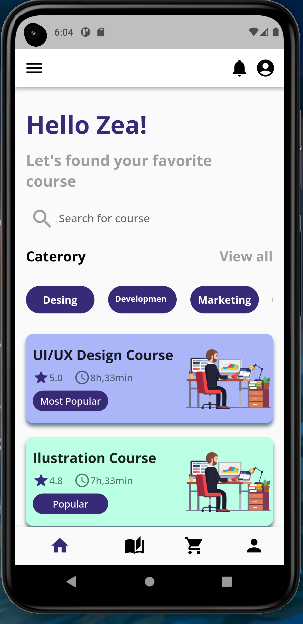 6:04
Hello Zea!
Let's found your favorite
course
Search for course
Caterory View all
Desing Developmen Marketing
UI/UX Design Course
5.0 8h,33min
Most Popular
Ilustration Course
4.8 7h,33min
Popular